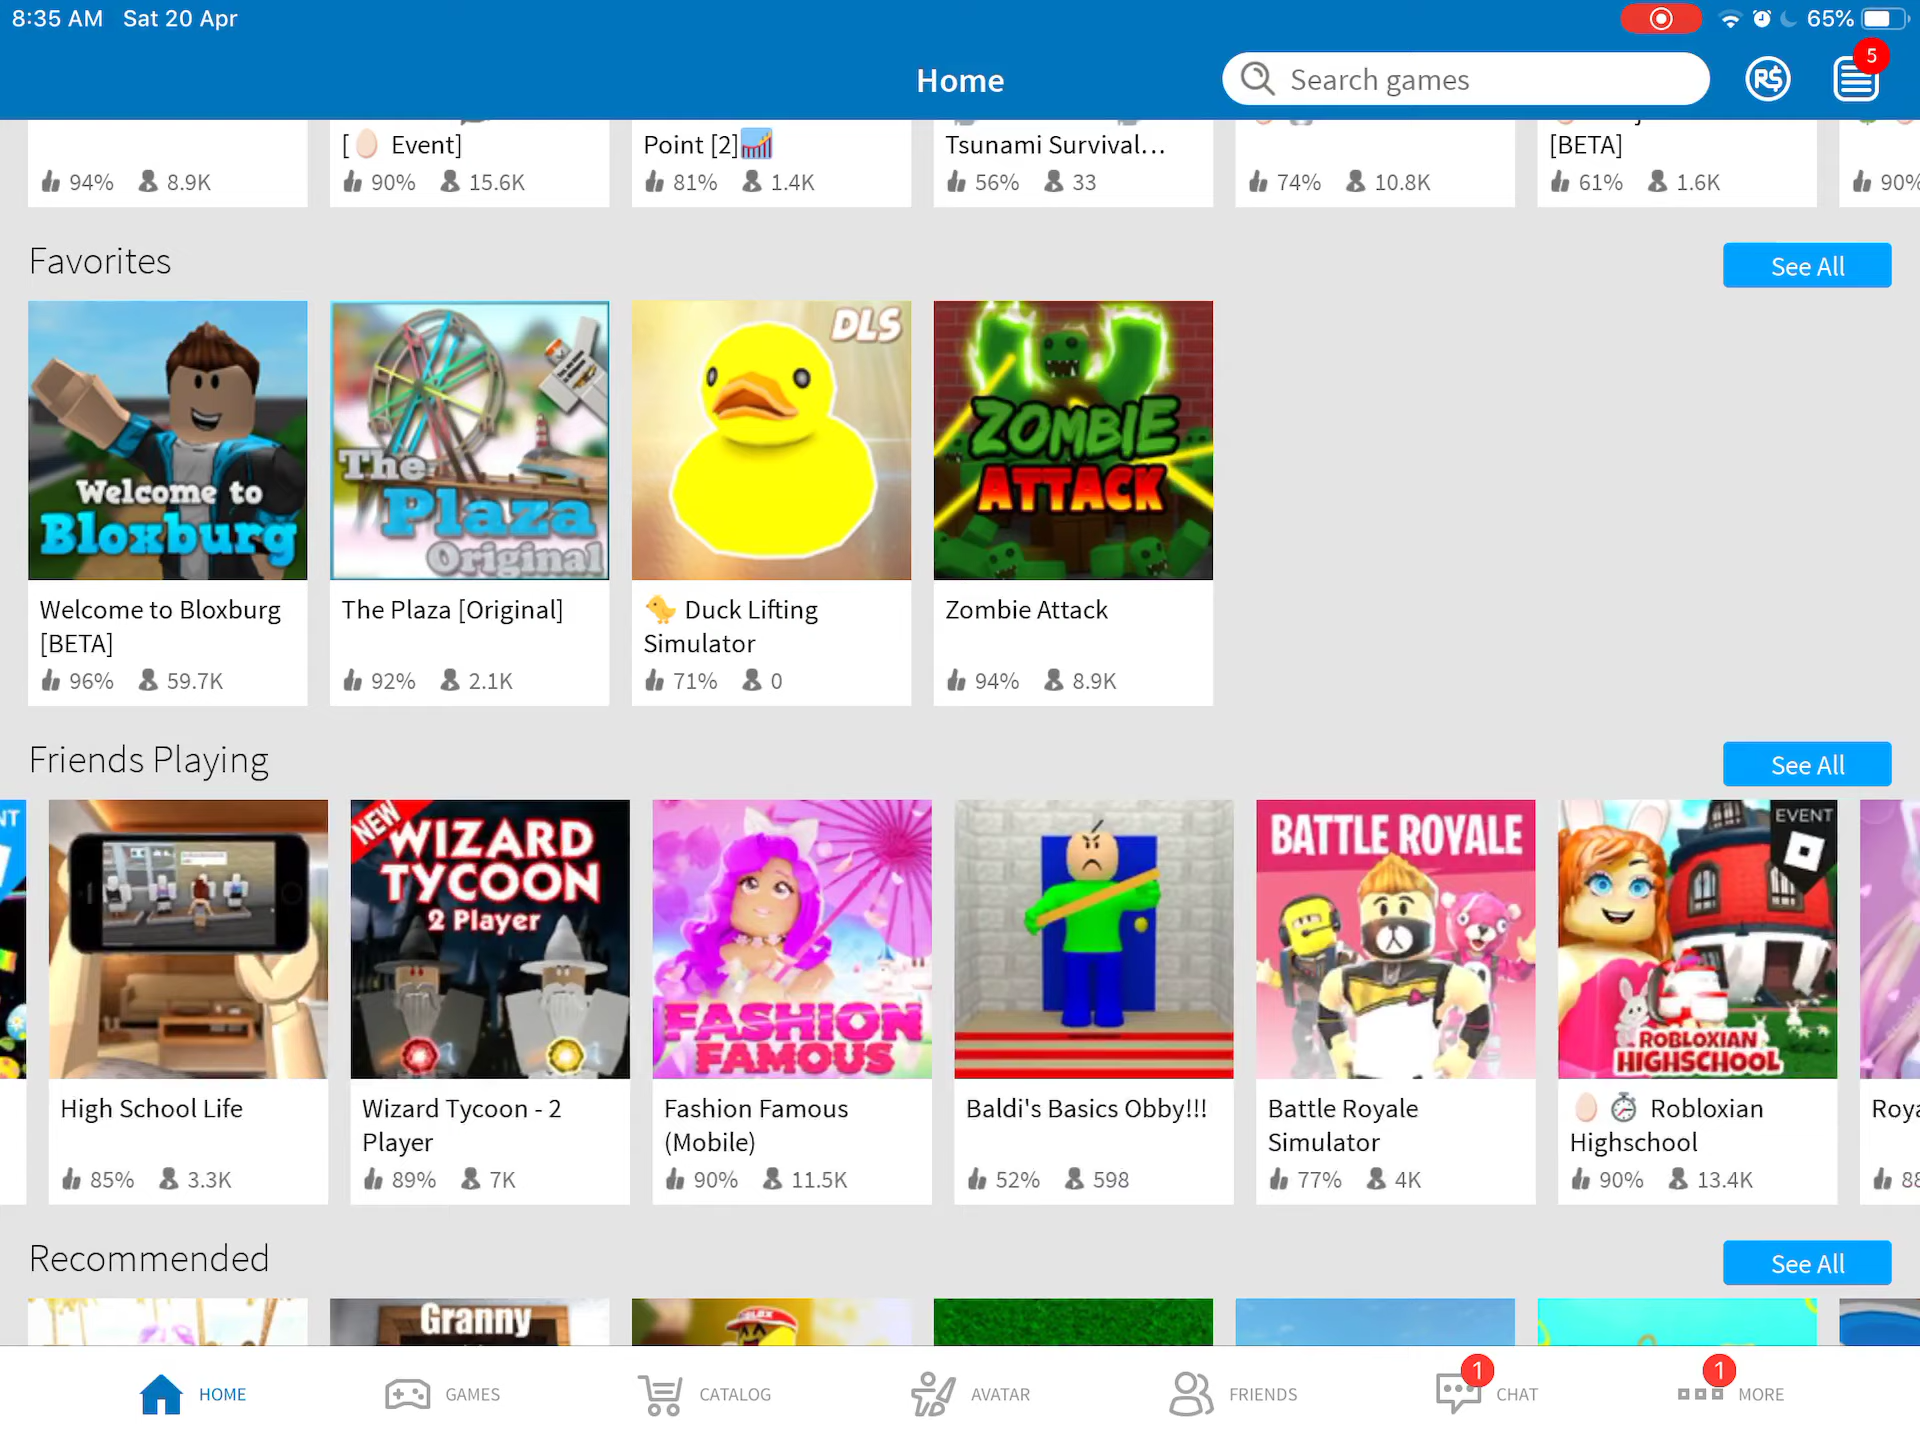 8:35 AM Sat 20 Apr
65%
Home
Search games
R$
5
[🥚 Event]
Point [2]📈
Tsunami Survival...
[BETA]
94% 8.9K
90% 15.6K
81% 1.4K
56% 33
74% 10.8K
61% 1.6K
90%
Favorites
See All
Welcome to
Bloxburg
The
Plaza
Original
DLS
ZOMBIE
ATTACK
Welcome to Bloxburg
[BETA]
96% 59.7K
The Plaza [Original]
92% 2.1K
🐤 Duck Lifting
Simulator
71% 0
Zombie Attack
94% 8.9K
Friends Playing
See All
NT
NEW
WIZARD
TYCOON
2 Player
FASHION
FAMOUS
BATTLE ROYALE
EVENT
ROBLOXIAN
HIGHSCHOOL
High School Life
85% 3.3K
Wizard Tycoon - 2
Player
89% 7K
Fashion Famous
(Mobile)
90% 11.5K
Baldi's Basics Obby!!!
52% 598
Battle Royale
Simulator
77% 4K
🥚 ⏱ Robloxian
Highschool
90% 13.4K
Roya
88
Recommended
See All
Granny
HOME
GAMES
CATALOG
AVATAR
FRIENDS
1
CHAT
1
MORE